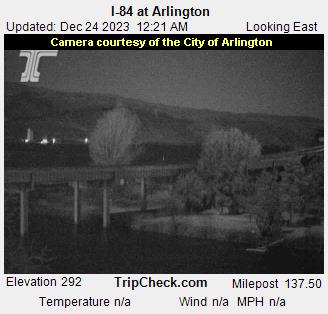 I-84 at Arlington
Updated: Dec 24 2023 12:21 AM Looking East
Camera courtesy of the City of Arlington
Elevation 292 TripCheck.com Milepost 137.50
Temperature n/a Wind n/a MPH n/a